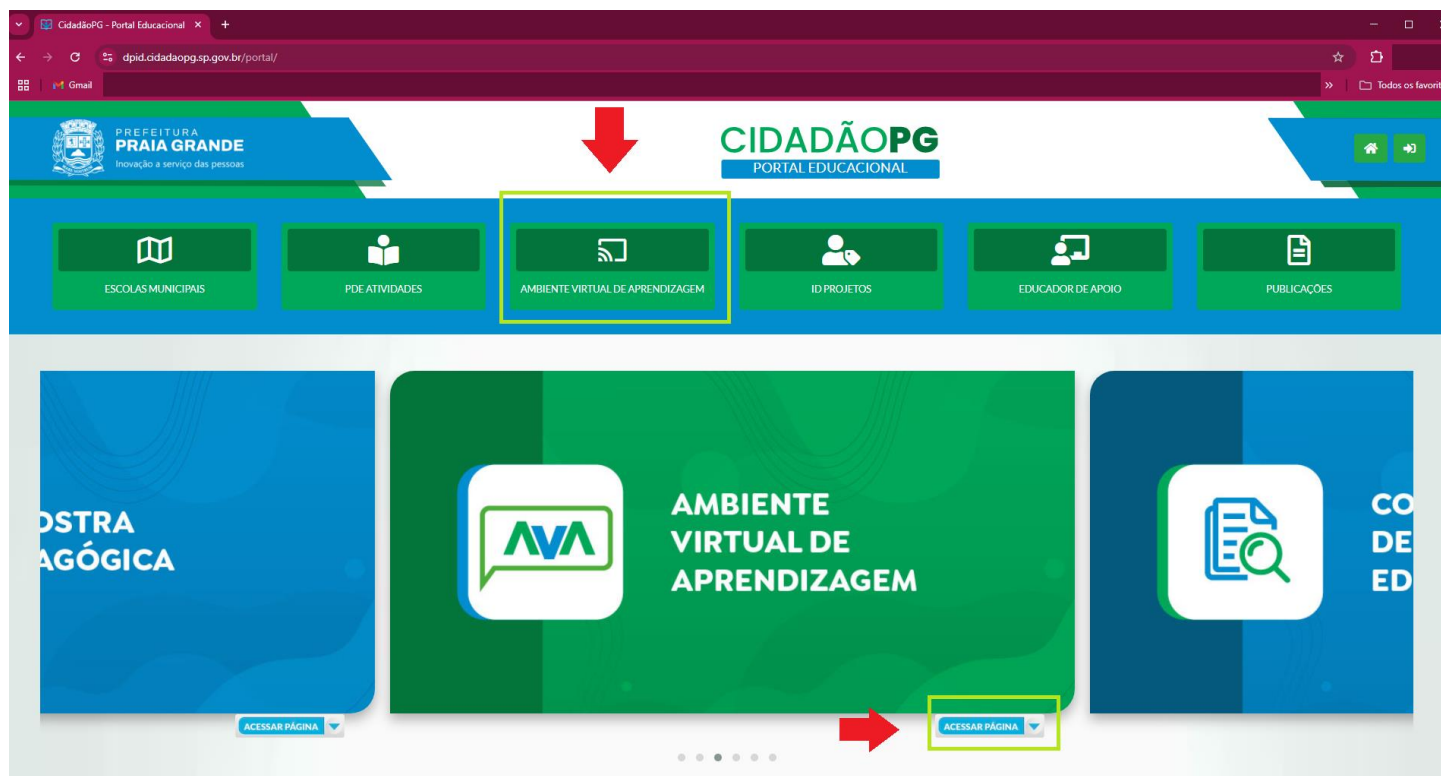 CidadãoPG - Portal Educacional
dpid.cidadaopg.sp.gov.br/portal/
Gmail
Todos os favorit
PREFEITURA
PRAIA GRANDE
Inovação a serviço das pessoas
CIDADÃOPG
PORTAL EDUCACIONAL
ESCOLAS MUNICIPAIS
PDE ATIVIDADES
AMBIENTE VIRTUAL DE APRENDIZAGEM
ID PROJETOS
EDUCADOR DE APOIO
PUBLICAÇÕES
OSTRA
AGÓGICA
AVA
AMBIENTE
VIRTUAL DE
APRENDIZAGEM
CO
DE
ED
ACESSAR PÁGINA
ACESSAR PÁGINA